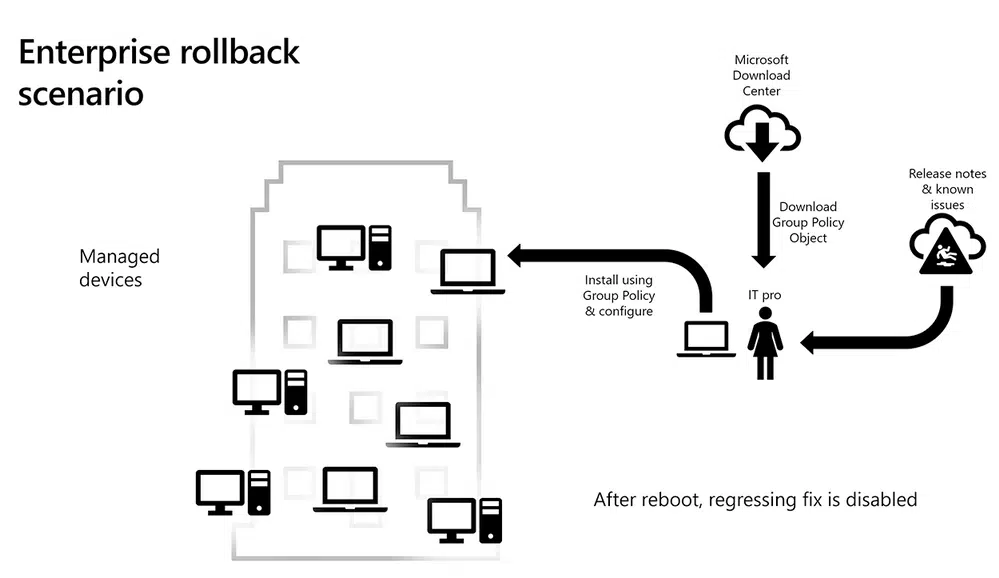 Enterprise rollback
scenario
Microsoft
Download
Center
Release notes
& known
issues
Download
Group Policy
Object
Managed
devices
Install using
Group Policy
& configure
IT pro
After reboot, regressing fix is disabled